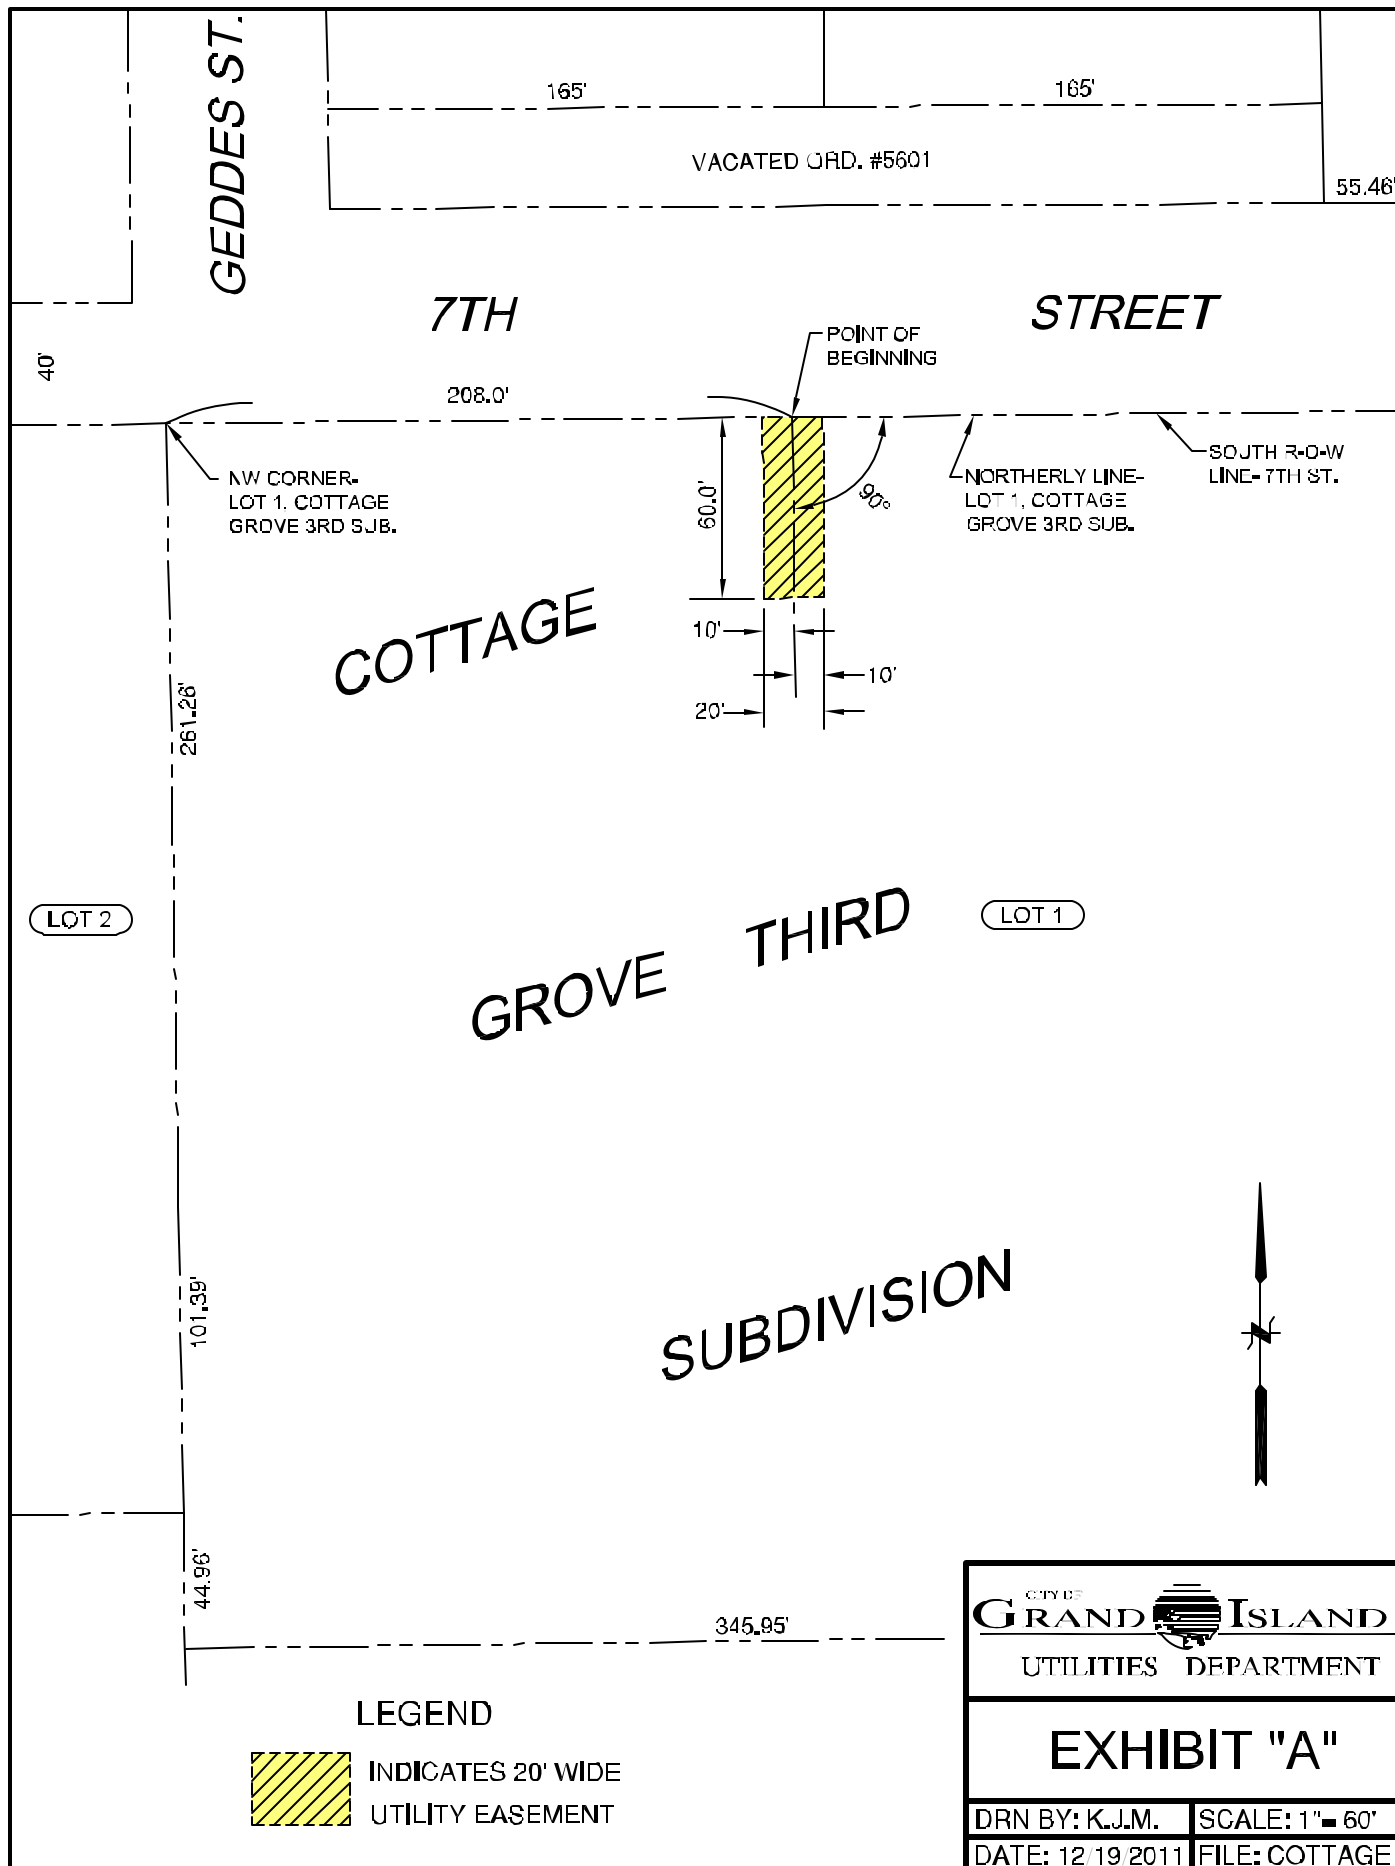 GEDDES ST.
165'
165'
VACATED ORD. #5601
55.46'
7TH STREET
40'
POINT OF
BEGINNING
208.0'
NW CORNER-
LOT 1, COTTAGE
GROVE 3RD SUB.
60.0'
90°
NORTHERLY LINE-
LOT 1, COTTAGE
GROVE 3RD SUB.
SOUTH R-O-W
LINE- 7TH ST.
COTTAGE
10'
10'
20'
261.26'
LOT 2
GROVE THIRD
LOT 1
101.39'
SUBDIVISION
44.96'
345.95'
LEGEND
INDICATES 20' WIDE
UTILITY EASEMENT
CITY OF
GRAND ISLAND
UTILITIES DEPARTMENT
EXHIBIT "A"
DRN BY: K.J.M.
SCALE: 1"= 60'
DATE: 12/19/2011
FILE: COTTAGE